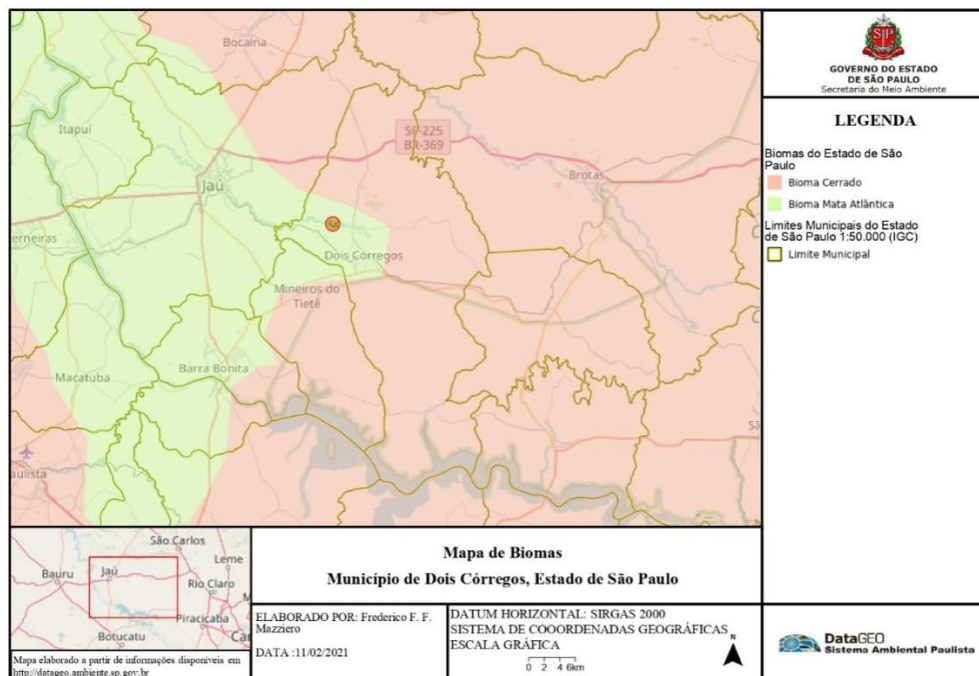 Bocaina
Itapuí
SP-225
BR-369
Jaú
Brotas
Dois Córregos
Mineiros do
Tietê
Macatuba
Barra Bonita
GOVERNO DO ESTADO
DE SÃO PAULO
Secretaria do Meio Ambiente
LEGENDA
Biomas do Estado de São
Paulo
Bioma Cerrado
Bioma Mata Atlântica
Limites Municipais do Estado
de São Paulo 1:50.000 (IGC)
Limite Municipal
São Carlos
Leme
Bauru
Jaú
Rio Claro
Piracicaba
Botucatu
Mapa elaborado a partir de informações disponíveis em
http://datageo.ambiente.sp.gov.br
Mapa de Biomas
Município de Dois Córregos, Estado de São Paulo
ELABORADO POR: Frederico F. F.
Mazziero
DATA :11/02/2021
DATUM HORIZONTAL: SIRGAS 2000
SISTEMA DE COOORDENADAS GEOGRÁFICAS
ESCALA GRÁFICA
0 2 4 6km
N
DataGEO
Sistema Ambiental Paulista